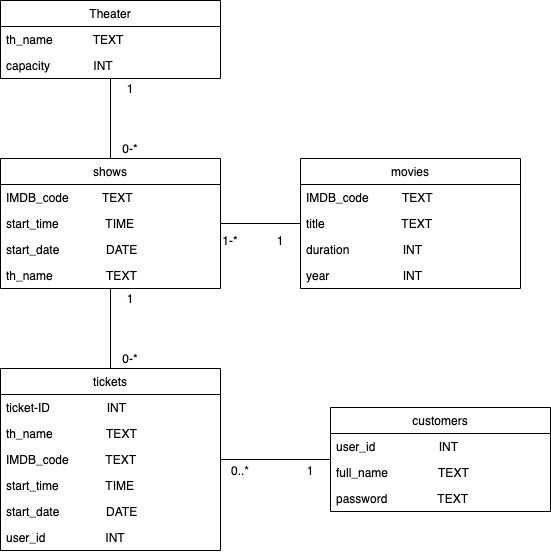 Theater
th_name TEXT
capacity INT
1
0-*
shows
IMDB_code TEXT
start_time TIME
start_date DATE
th_name TEXT
1-* 1
movies
IMDB_code TEXT
title TEXT
duration INT
year INT
1
0-*
tickets
ticket-ID INT
th_name TEXT
IMDB_code TEXT
start_time TIME
start_date DATE
user_id INT
0..* 1
customers
user_id INT
full_name TEXT
password TEXT